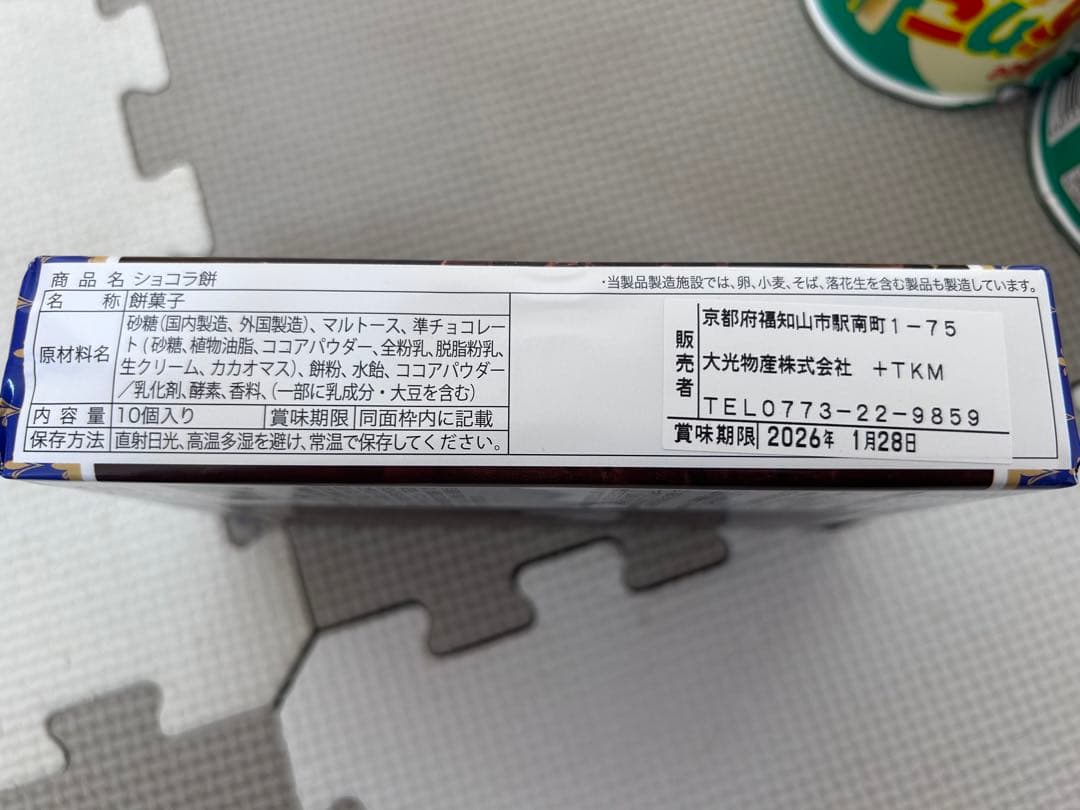 商品名 ショコラ餅
・当製品製造施設では、卵、小麦、そば、落花生を含む製品も製造しています。
名称 餅菓子
原材料名 砂糖(国内製造、外国製造)、マルトース、準チョコレー
ト(砂糖、植物油脂、ココアパウダー、全粉乳、脱脂粉乳、
生クリーム、カカオマス)、餅粉、水飴、ココアパウダー
/乳化剤、酵素、香料、(一部に乳成分・大豆を含む)
内容量 10個入り 賞味期限 同面枠内に記載
保存方法 直射日光、高温多湿を避け、常温で保存してください。
販売者
京都府福知山市駅南町1-75
大光物産株式会社 +TKM
TEL0773-22-9859
賞味期限 2026年 1月28日